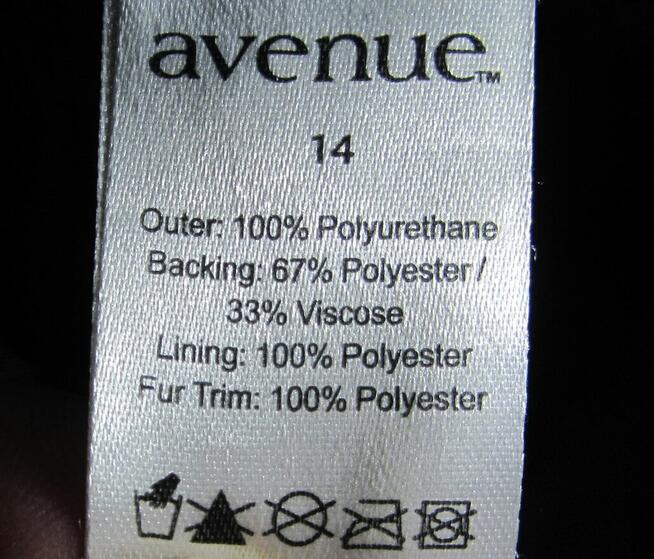 avenue™
14
Outer: 100% Polyurethane
Backing: 67% Polyester /
33% Viscose
Lining: 100% Polyester
Fur Trim: 100% Polyester